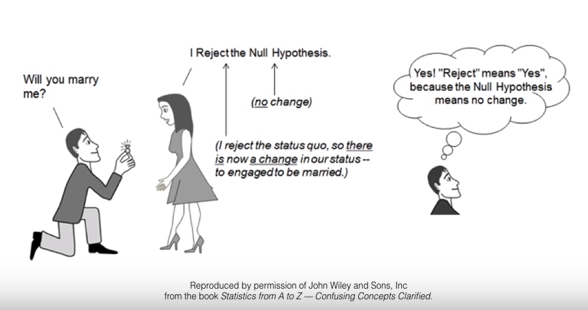 I Reject the Null Hypothesis.
Will you marry
me?
(no change)
(I reject the status quo, so there
is now a change in our status --
to engaged to be married.)
Yes! "Reject" means "Yes",
because the Null Hypothesis
means no change.
Reproduced by permission of John Wiley and Sons, Inc
from the book Statistics from A to Z — Confusing Concepts Clarified.